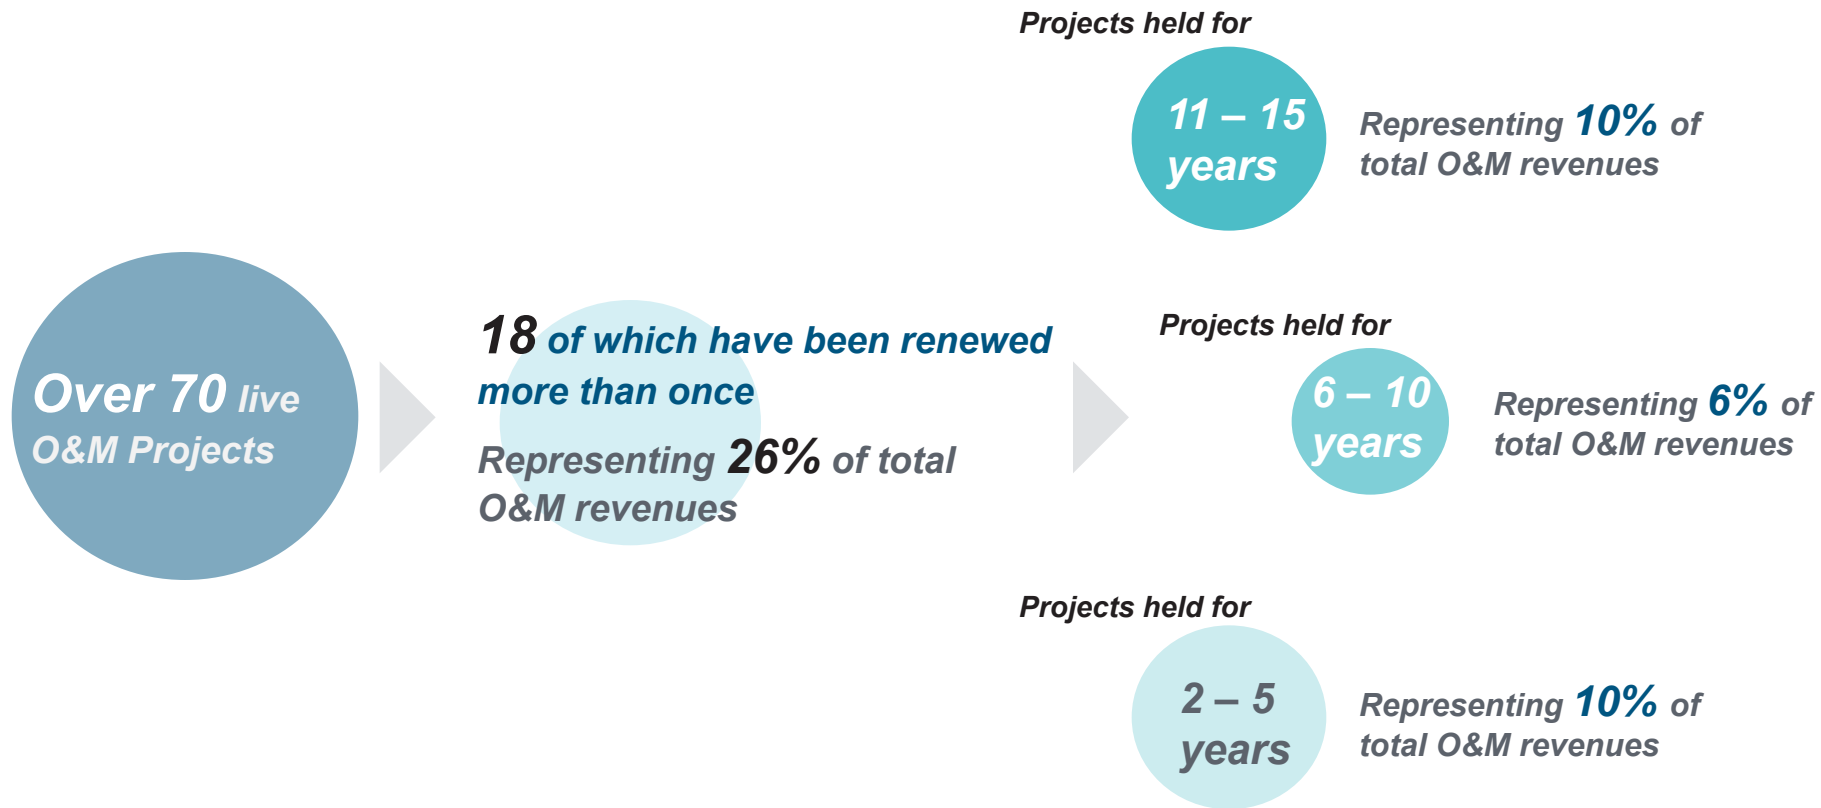 Over 70 live
O&M Projects
18 of which have been renewed
more than once
Representing 26% of total
O&M revenues
Projects held for
11 – 15
years
Representing 10% of
total O&M revenues
Projects held for
6 – 10
years
Representing 6% of
total O&M revenues
Projects held for
2 – 5
years
Representing 10% of
total O&M revenues